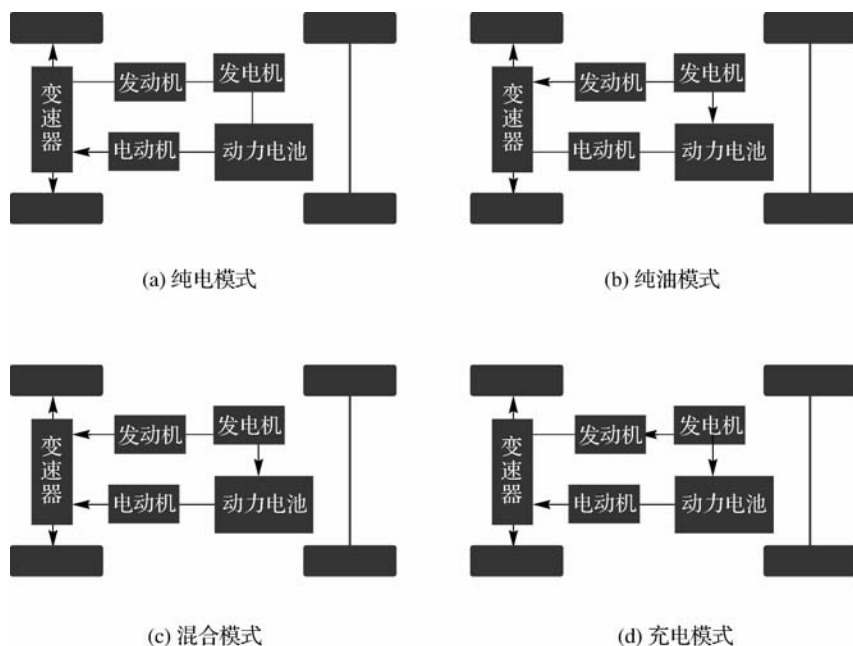 变速器
发动机
发电机
电动机
动力电池
(a) 纯电模式
变速器
发动机
发电机
电动机
动力电池
(b) 纯油模式
变速器
发动机
发电机
电动机
动力电池
(c) 混合模式
变速器
发动机
发电机
电动机
动力电池
(d) 充电模式